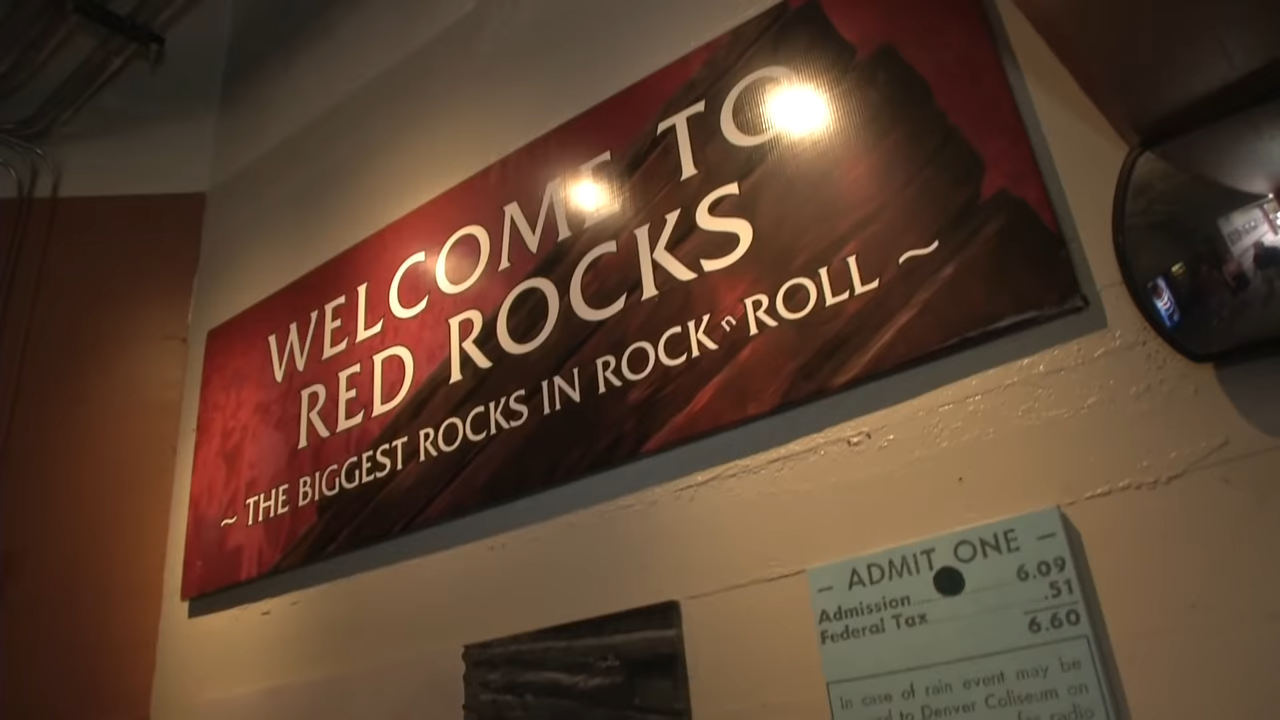 WELCOME TO
RED ROCKS
~ THE BIGGEST ROCKS IN ROCK n ROLL ~
– ADMIT ONE –
Admission..... 6.09
Federal Tax .51
6.60
In case of rain event may be
to Denver Coliseum on
radio